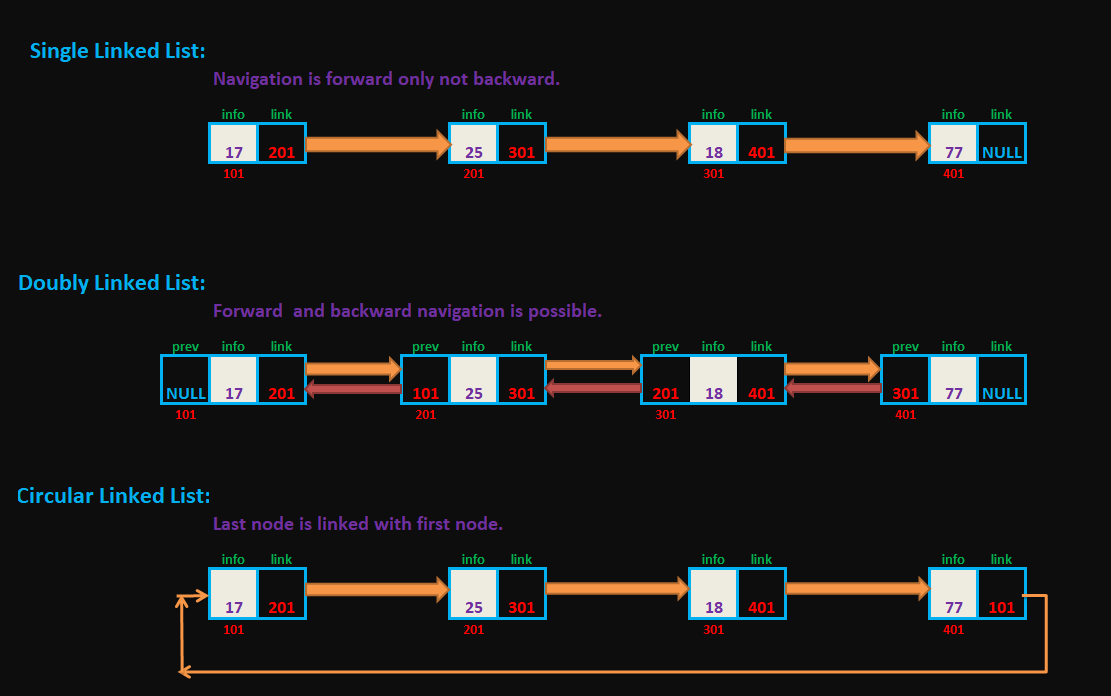 Single Linked List:
Navigation is forward only not backward.
info link info link info link info link
17 201 25 301 18 401 77 NULL
101 201 301 401
Doubly Linked List:
Forward  and backward navigation is possible.
prev info link prev info link prev info link prev info link
NULL 17 201 101 25 301 201 18 401 301 77 NULL
101 201 301 401
Circular Linked List:
Last node is linked with first node.
info link info link info link info link
17 201 25 301 18 401 77 101
101 201 301 401